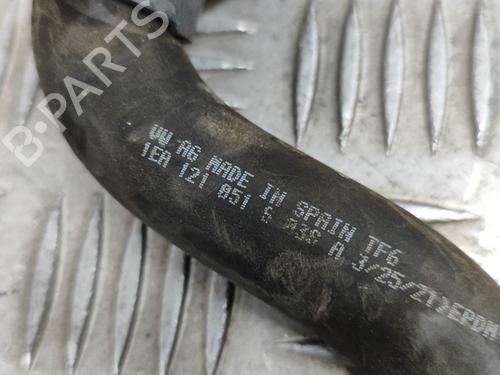 VW AG MADE IN SPAIN TF6
1EA 121 051 A 3/25/21>EPDM
B-PARTS